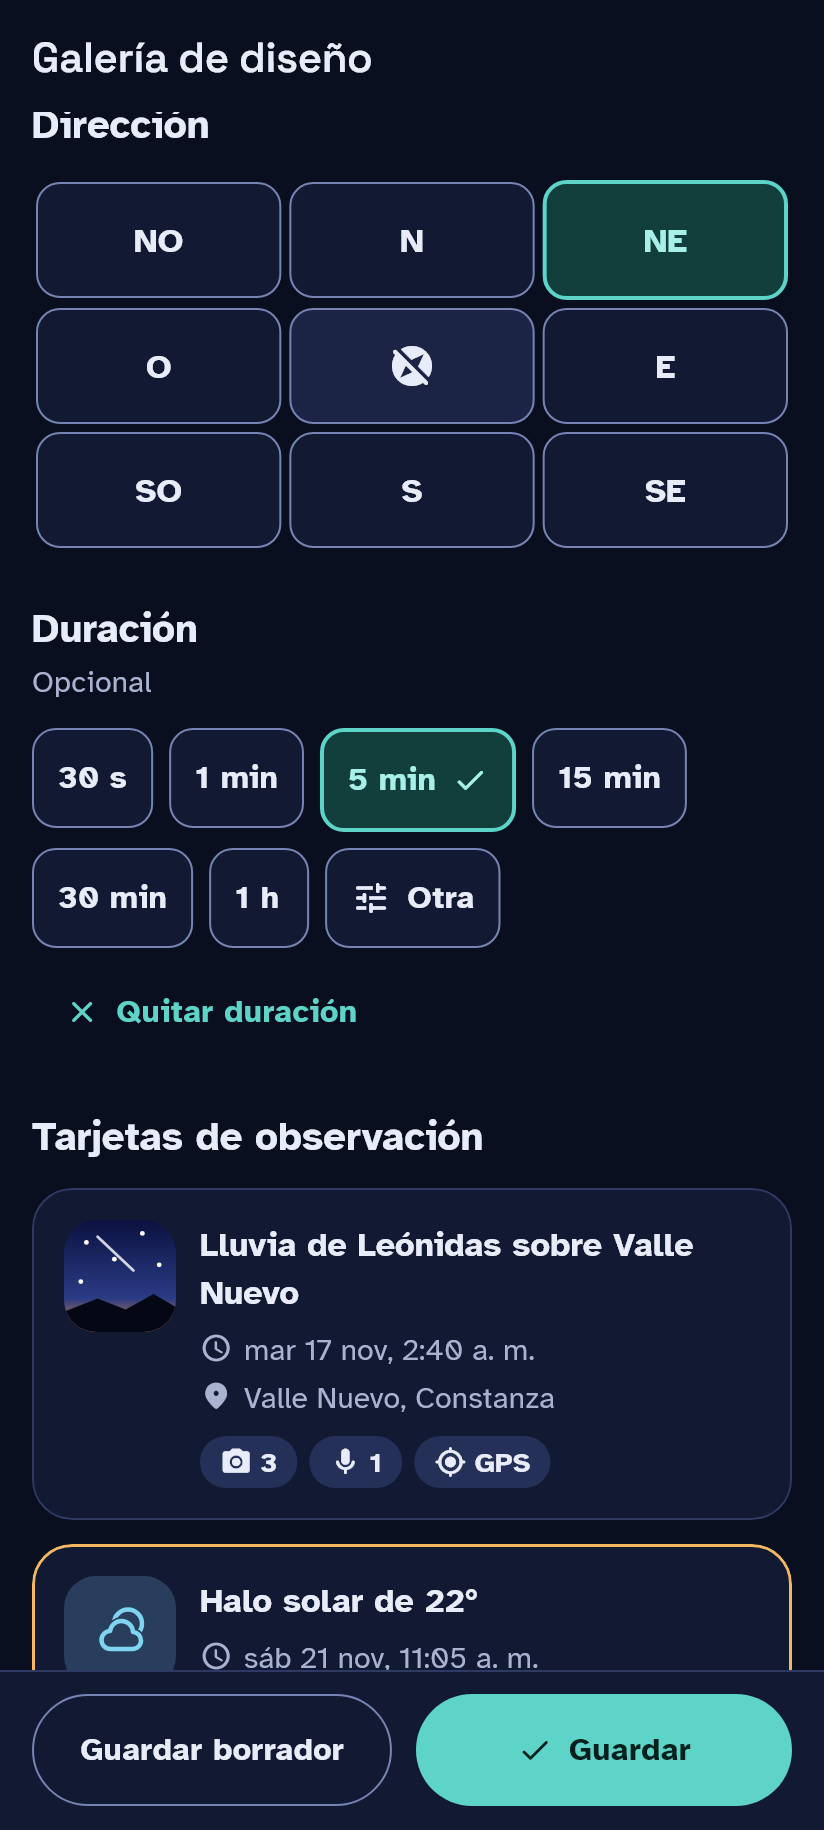 Galería de diseño
Dirección
NO N NE
O E
SO S SE
Duración
Opcional
30 s 1 min 5 min 15 min
30 min 1 h Otra
Quitar duración
Tarjetas de observación
Lluvia de Leónidas sobre Valle
Nuevo
mar 17 nov, 2:40 a. m.
Valle Nuevo, Constanza
3 1 GPS
Halo solar de 22°
sáb 21 nov, 11:05 a. m.
Guardar borrador Guardar